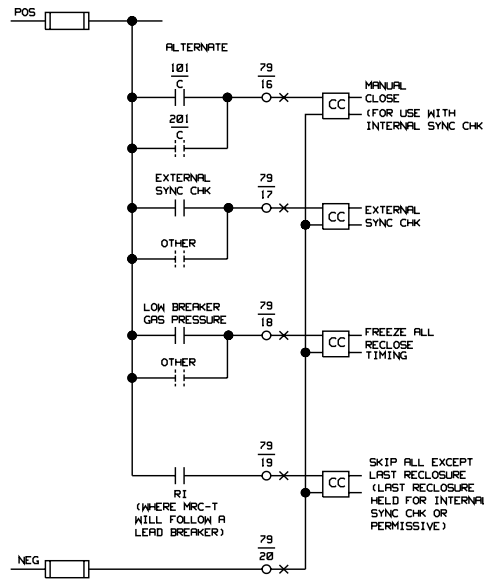 POS
ALTERNATE
101
C
79
16
CC
MANUAL
CLOSE
(FOR USE WITH
INTERNAL SYNC CHK
201
C
EXTERNAL
SYNC CHK
79
17
CC
EXTERNAL
SYNC CHK
OTHER
LOW BREAKER
GAS PRESSURE
79
18
CC
FREEZE ALL
RECLOSE
TIMING
OTHER
79
19
CC
SKIP ALL EXCEPT
LAST RECLOSURE
(LAST RECLOSURE
HELD FOR INTERNAL
SYNC CHK OR
PERMISSIVE)
RI
(WHERE MRC-T
WILL FOLLOW A
LEAD BREAKER)
NEG
79
20